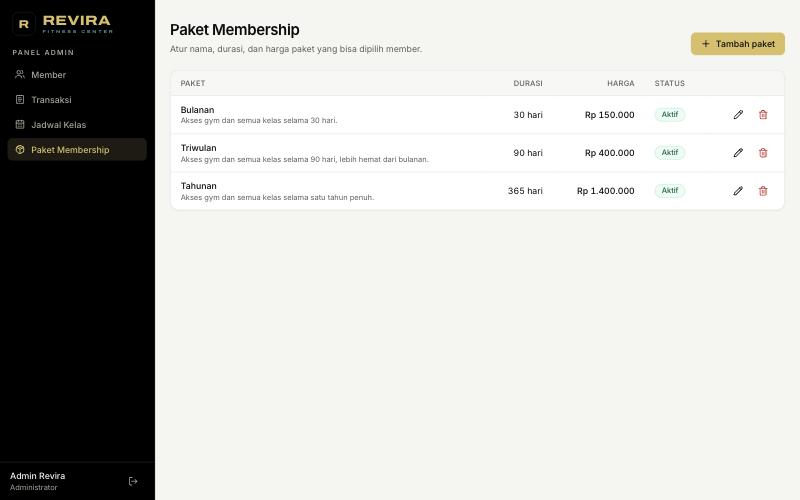 R REVIRA
FITNESS CENTER
PANEL ADMIN
Member
Transaksi
Jadwal Kelas
Paket Membership
Admin Revira
Administrator
Paket Membership
Atur nama, durasi, dan harga paket yang bisa dipilih member.
+ Tambah paket
PAKET DURASI HARGA STATUS
Bulanan
Akses gym dan semua kelas selama 30 hari.
30 hari Rp 150.000 Aktif
Triwulan
Akses gym dan semua kelas selama 90 hari, lebih hemat dari bulanan.
90 hari Rp 400.000 Aktif
Tahunan
Akses gym dan semua kelas selama satu tahun penuh.
365 hari Rp 1.400.000 Aktif